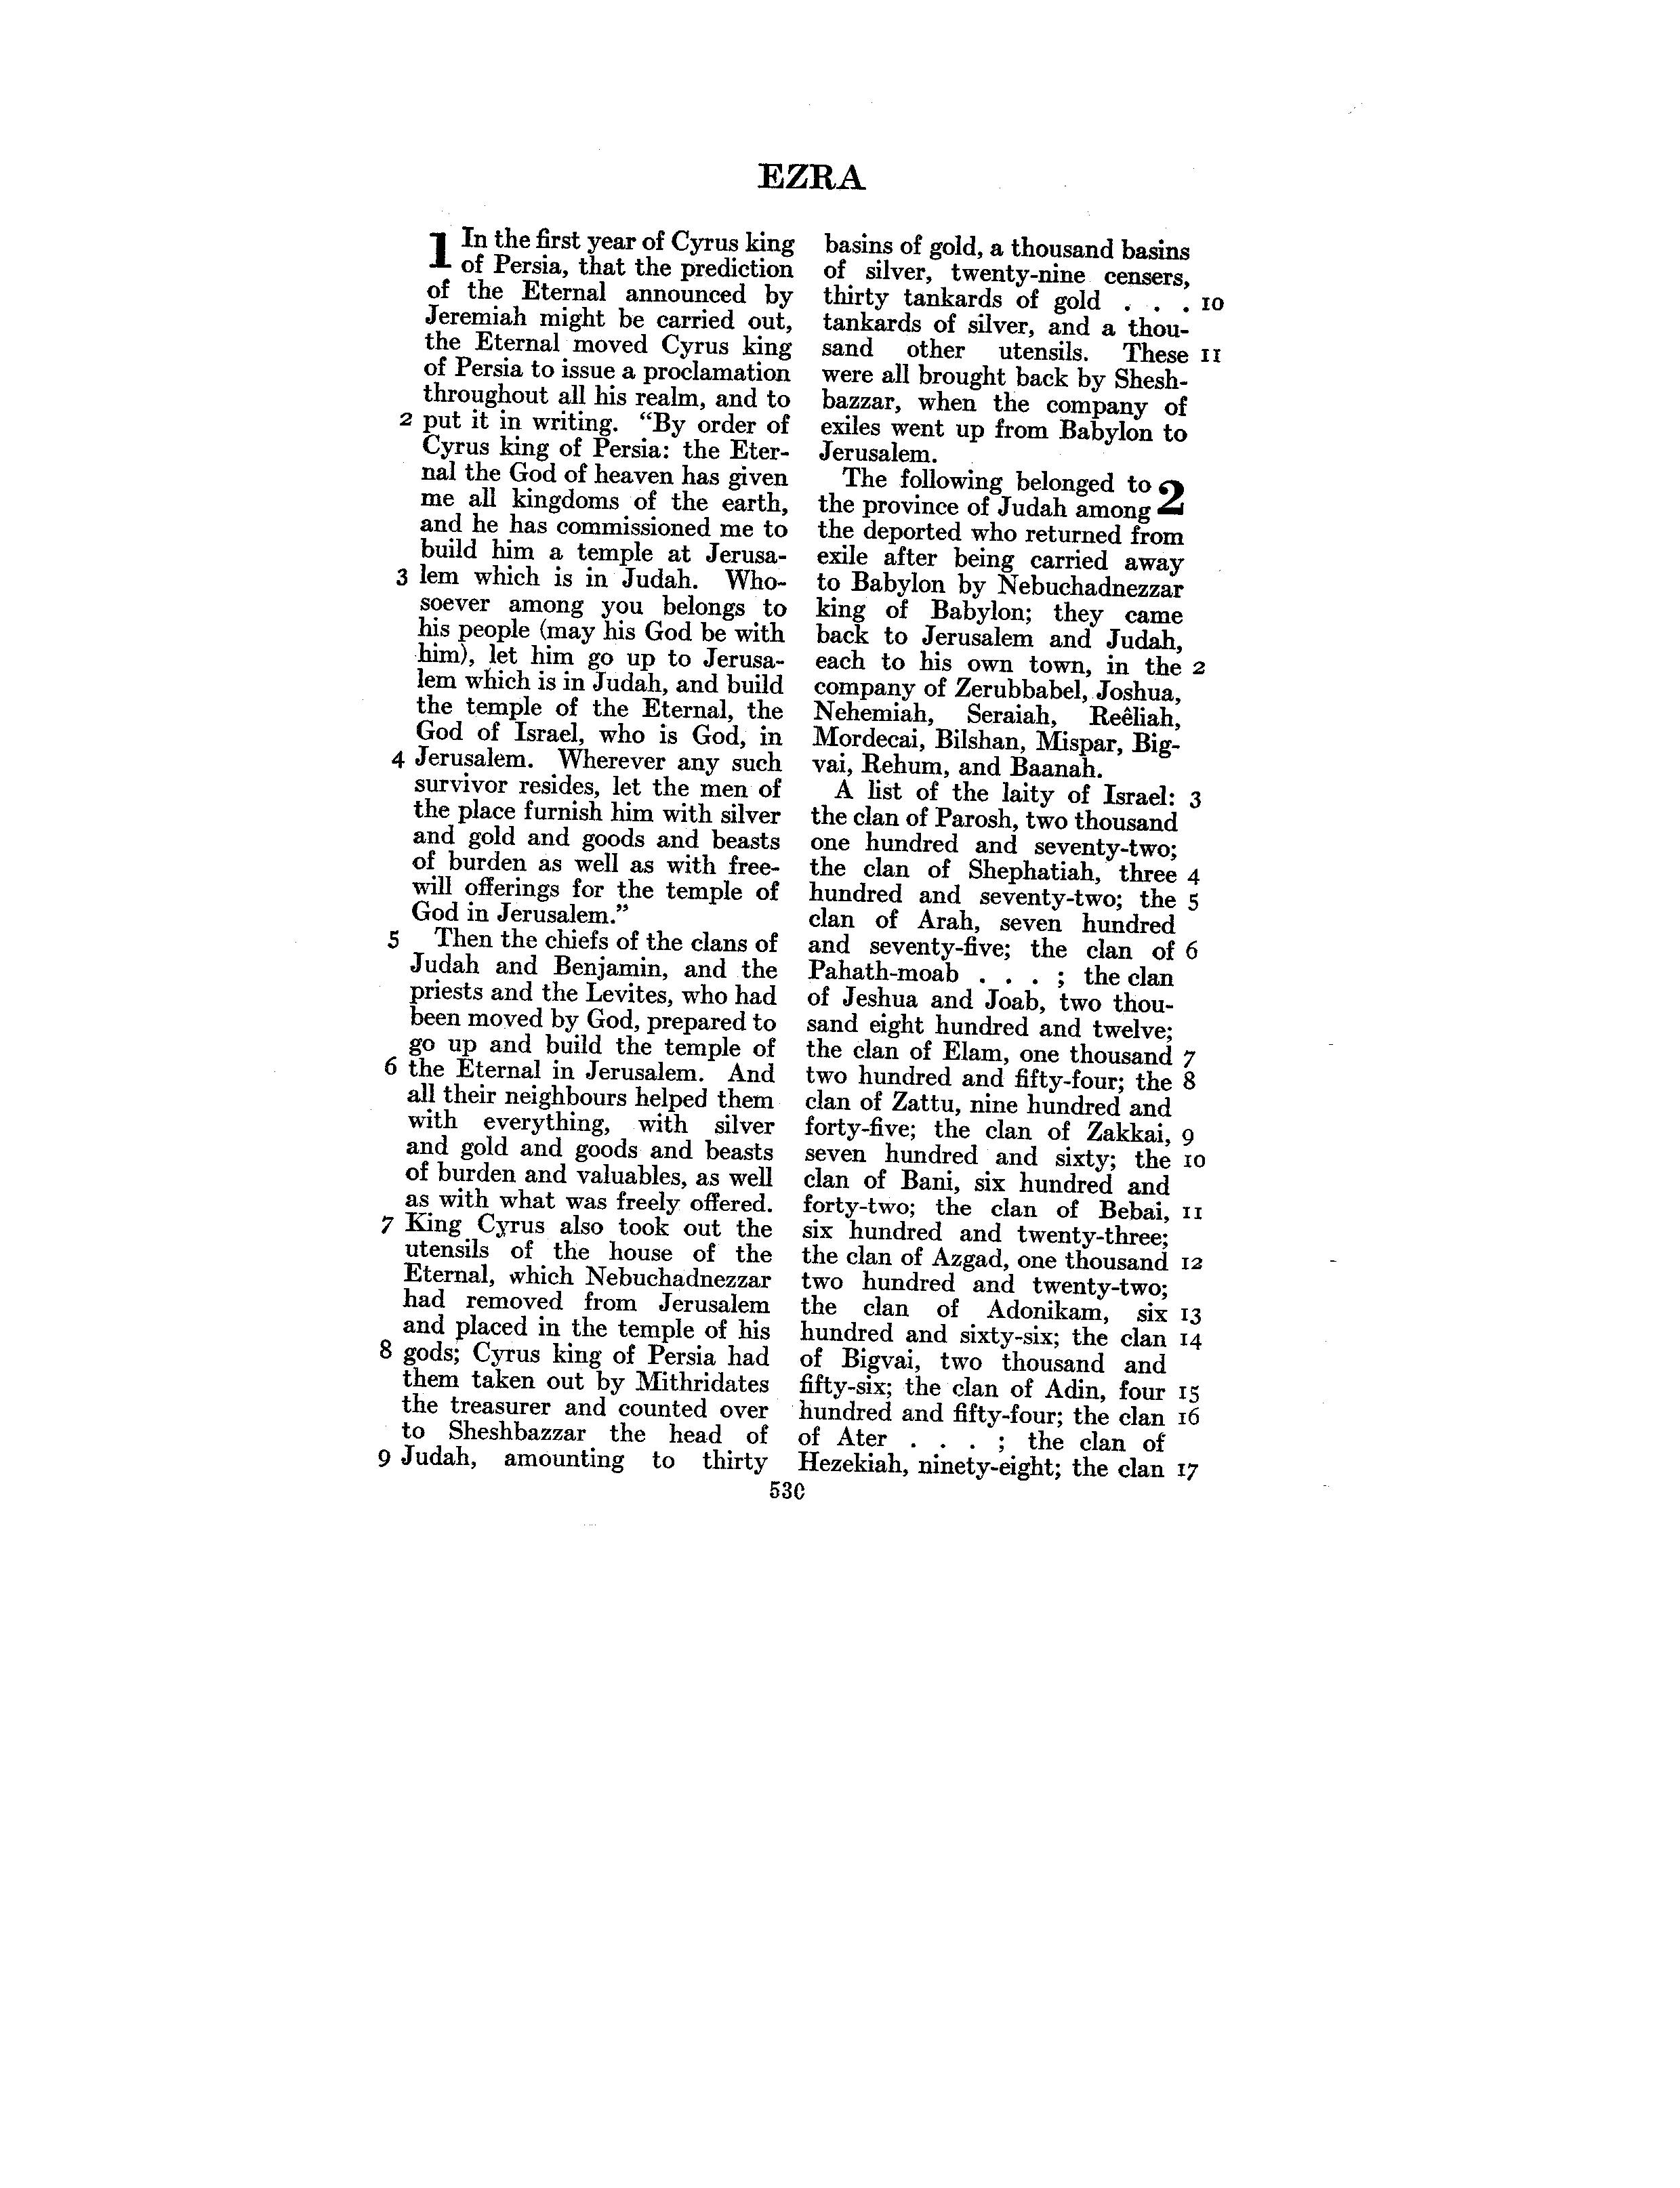 EZRA
1 In the first year of Cyrus king
of Persia, that the prediction
of the Eternal announced by
Jeremiah might be carried out,
the Eternal moved Cyrus king
of Persia to issue a proclamation
throughout all his realm, and to
2 put it in writing. “By order of
Cyrus king of Persia: the Eter-
nal the God of heaven has given
me all kingdoms of the earth,
and he has commissioned me to
build him a temple at Jerusa-
3 lem which is in Judah. Who-
soever among you belongs to
his people (may his God be with
him), let him go up to Jerusa-
lem which is in Judah, and build
the temple of the Eternal, the
God of Israel, who is God, in
4 Jerusalem. Wherever any such
survivor resides, let the men of
the place furnish him with silver
and gold and goods and beasts
of burden as well as with free-
will offerings for the temple of
God in Jerusalem.”
5 Then the chiefs of the clans of
Judah and Benjamin, and the
priests and the Levites, who had
been moved by God, prepared to
go up and build the temple of
6 the Eternal in Jerusalem. And
all their neighbours helped them
with everything, with silver
and gold and goods and beasts
of burden and valuables, as well
as with what was freely offered.
7 King Cyrus also took out the
utensils of the house of the
Eternal, which Nebuchadnezzar
had removed from Jerusalem
and placed in the temple of his
8 gods; Cyrus king of Persia had
them taken out by Mithridates
the treasurer and counted over
to Sheshbazzar the head of
9 Judah, amounting to thirty
basins of gold, a thousand basins
of silver, twenty-nine censers,
thirty tankards of gold . . . 10
tankards of silver, and a thou-
sand other utensils. These 11
were all brought back by Shesh-
bazzar, when the company of
exiles went up from Babylon to
Jerusalem.
The following belonged to 2
the province of Judah among
the deported who returned from
exile after being carried away
to Babylon by Nebuchadnezzar
king of Babylon; they came
back to Jerusalem and Judah,
each to his own town, in the 2
company of Zerubbabel, Joshua,
Nehemiah, Seraiah, Reêliah,
Mordecai, Bilshan, Mispar, Big-
vai, Rehum, and Baanah.
A list of the laity of Israel: 3
the clan of Parosh, two thousand
one hundred and seventy-two;
the clan of Shephatiah, three 4
hundred and seventy-two; the 5
clan of Arah, seven hundred
and seventy-five; the clan of 6
Pahath-moab . . . ; the clan
of Jeshua and Joab, two thou-
sand eight hundred and twelve;
the clan of Elam, one thousand 7
two hundred and fifty-four; the 8
clan of Zattu, nine hundred and
forty-five; the clan of Zakkai, 9
seven hundred and sixty; the 10
clan of Bani, six hundred and
forty-two; the clan of Bebai, 11
six hundred and twenty-three;
the clan of Azgad, one thousand 12
two hundred and twenty-two;
the clan of Adonikam, six 13
hundred and sixty-six; the clan 14
of Bigvai, two thousand and
fifty-six; the clan of Adin, four 15
hundred and fifty-four; the clan 16
of Ater . . . ; the clan of
Hezekiah, ninety-eight; the clan 17
530